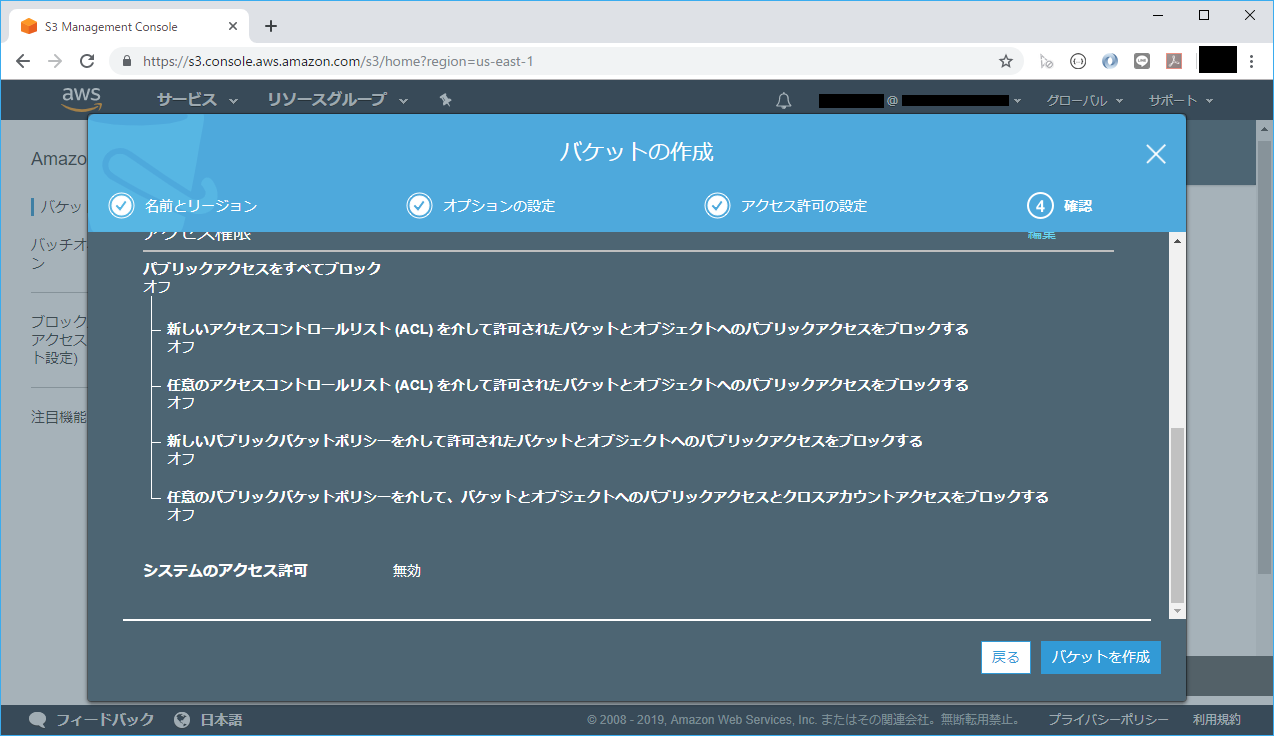 S3 Management Console
https://s3.console.aws.amazon.com/s3/home?region=us-east-1
aws サービス リソースグループ @ グローバル サポート
バケットの作成
名前とリージョン オプションの設定 アクセス許可の設定 4 確認
Amazo
バケッ
バッチオ
ン
ブロック
アクセス
ト設定)
注目機能
アクセス権限 編集
パブリックアクセスをすべてブロック
オフ
新しいアクセスコントロールリスト (ACL) を介して許可されたバケットとオブジェクトへのパブリックアクセスをブロックする
オフ
任意のアクセスコントロールリスト (ACL) を介して許可されたバケットとオブジェクトへのパブリックアクセスをブロックする
オフ
新しいパブリックバケットポリシーを介して許可されたバケットとオブジェクトへのパブリックアクセスをブロックする
オフ
任意のパブリックバケットポリシーを介して、バケットとオブジェクトへのパブリックアクセスとクロスアカウントアクセスをブロックする
オフ
システムのアクセス許可 無効
戻る バケットを作成
フィードバック 日本語 © 2008 - 2019, Amazon Web Services, Inc. またはその関連会社。無断転用禁止。 プライバシーポリシー 利用規約